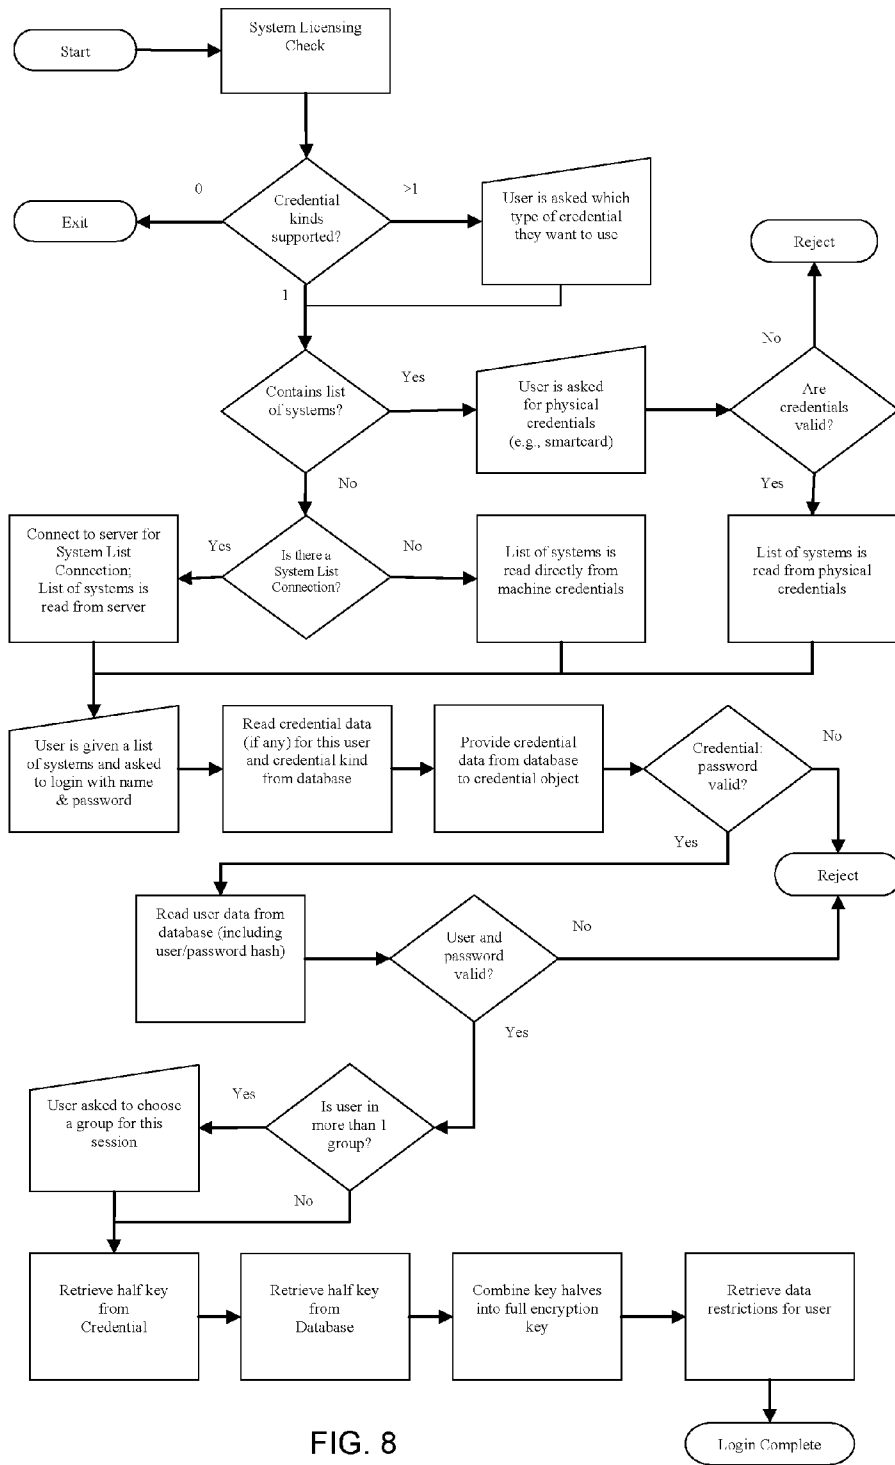 System Licensing
Check
Start
0
>1
Credential
kinds
supported?
User is asked which
type of credential
they want to use
Exit
Reject
1
No
Contains list
of systems?
Yes
User is asked
for physical
credentials
(e.g., smartcard)
Are
credentials
valid?
No
Yes
Connect to server for
System List
Connection;
List of systems is
read from server
Yes
Is there a
System List
Connection?
No
List of systems is
read directly from
machine credentials
List of systems is
read from physical
credentials
User is given a list
of systems and asked
to login with name
& password
Read credential data
(if any) for this user
and credential kind
from database
Provide credential
data from database
to credential object
Credential:
password
valid?
No
Yes
Reject
Read user data from
database (including
user/password hash)
User and
password
valid?
No
Yes
User asked to choose
a group for this
session
Yes
Is user in
more than 1
group?
No
Retrieve half key
from
Credential
Retrieve half key
from
Database
Combine key halves
into full encryption
key
Retrieve data
restrictions for user
FIG. 8
Login Complete